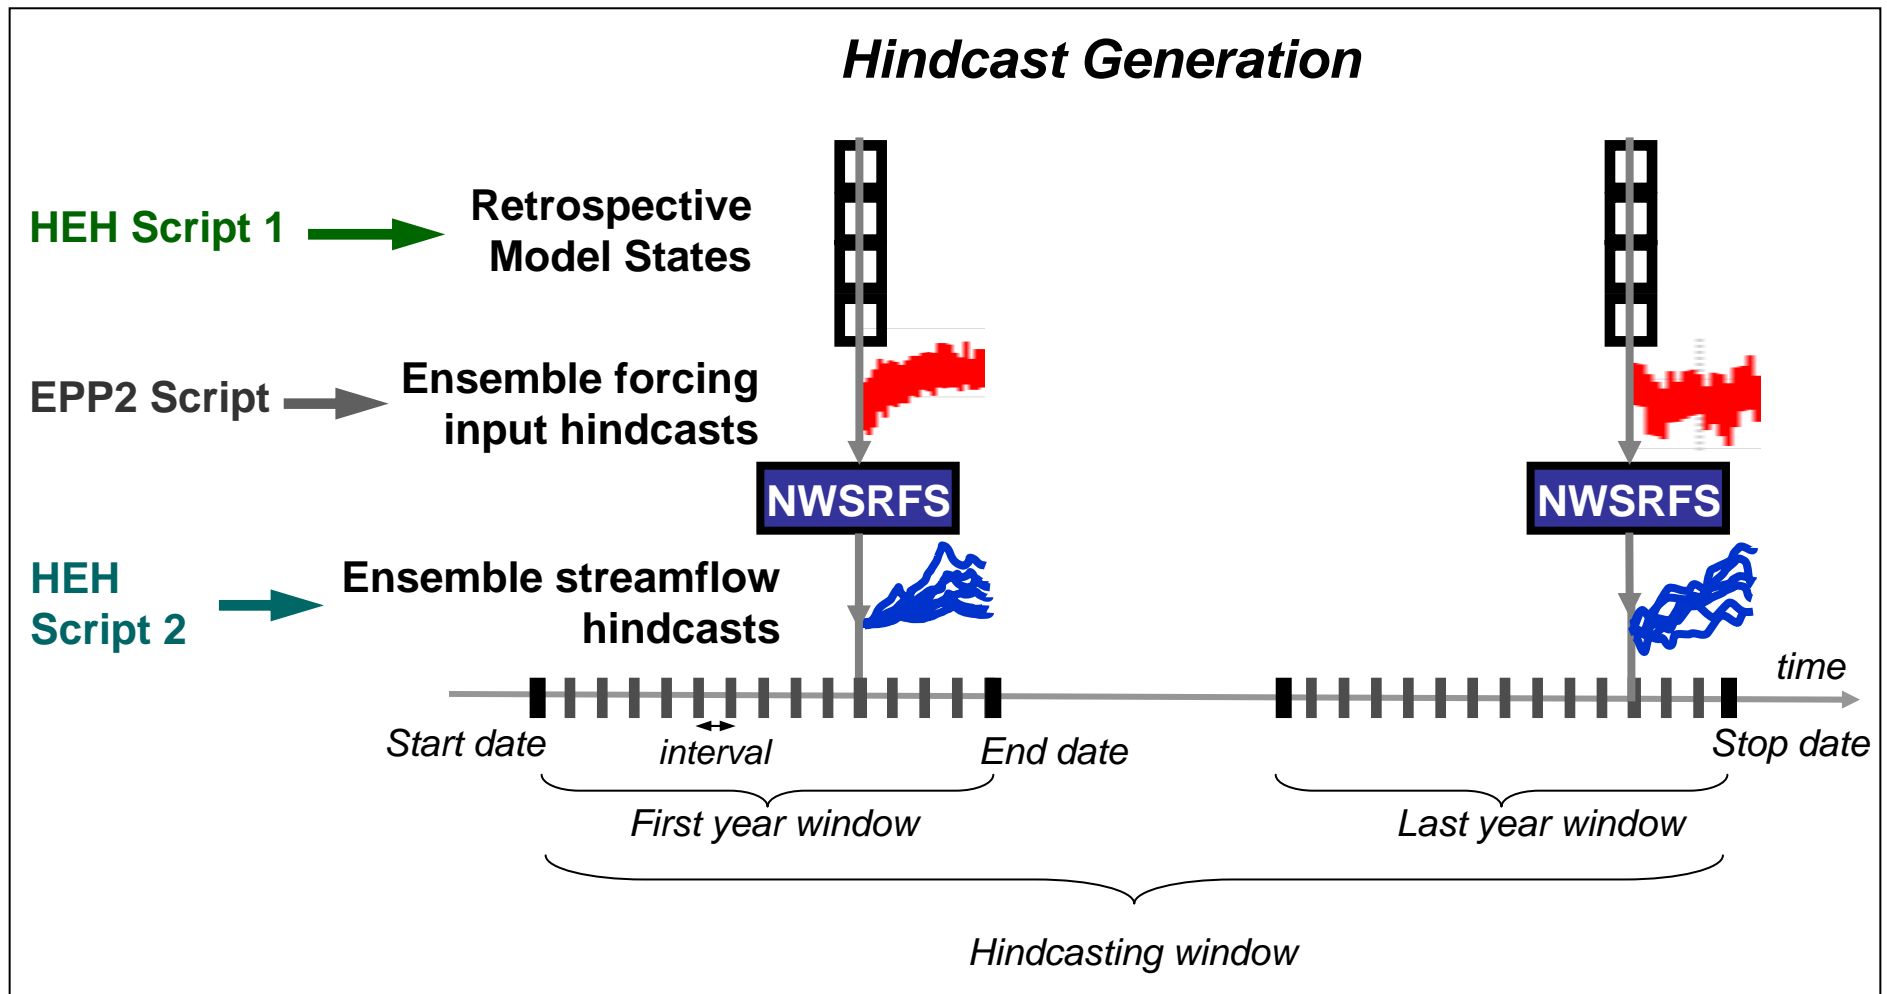 Hindcast Generation
HEH Script 1
Retrospective
Model States
EPP2 Script
Ensemble forcing
input hindcasts
NWSRFS
NWSRFS
HEH
Script 2
Ensemble streamflow
hindcasts
time
Start date
interval
End date
Stop date
First year window
Last year window
Hindcasting window